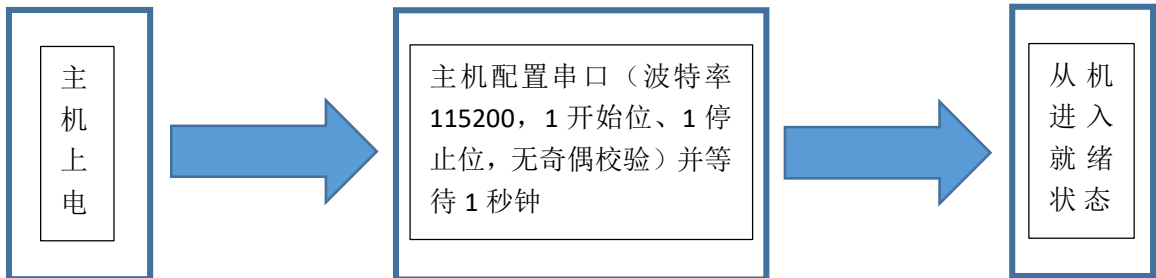 主
机
上
电
主机配置串口（波特率
115200，1 开始位、1 停
止位，无奇偶校验）并等
待 1 秒钟
从 机
进 入
就 绪
状 态